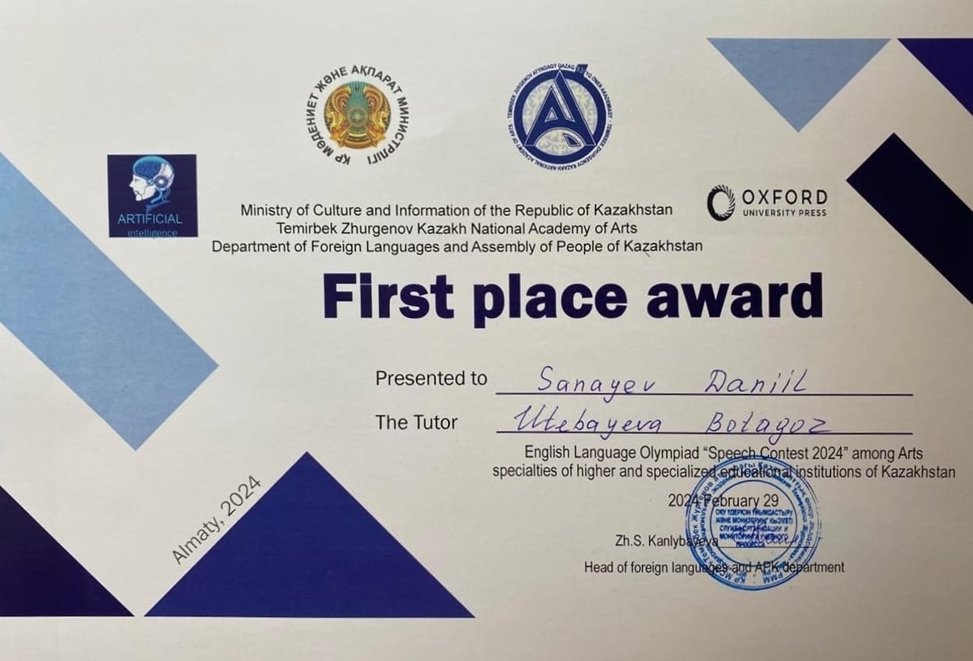 ҚР МӘДЕНИЕТ ЖӘНЕ АҚПАРАТ МИНИСТРЛІГІ
ARTIFICIAL
intelligence
OXFORD
UNIVERSITY PRESS
Ministry of Culture and Information of the Republic of Kazakhstan
Temirbek Zhurgenov Kazakh National Academy of Arts
Department of Foreign Languages and Assembly of People of Kazakhstan
First place award
Presented to Sanayev Daniil
The Tutor Utebayeva Botagoz
English Language Olympiad “Speech Contest 2024” among Arts
specialties of higher and specialized educational institutions of Kazakhstan
2024 February 29
Zh.S. Kanlybayeva
Head of foreign languages and APK department
Almaty, 2024